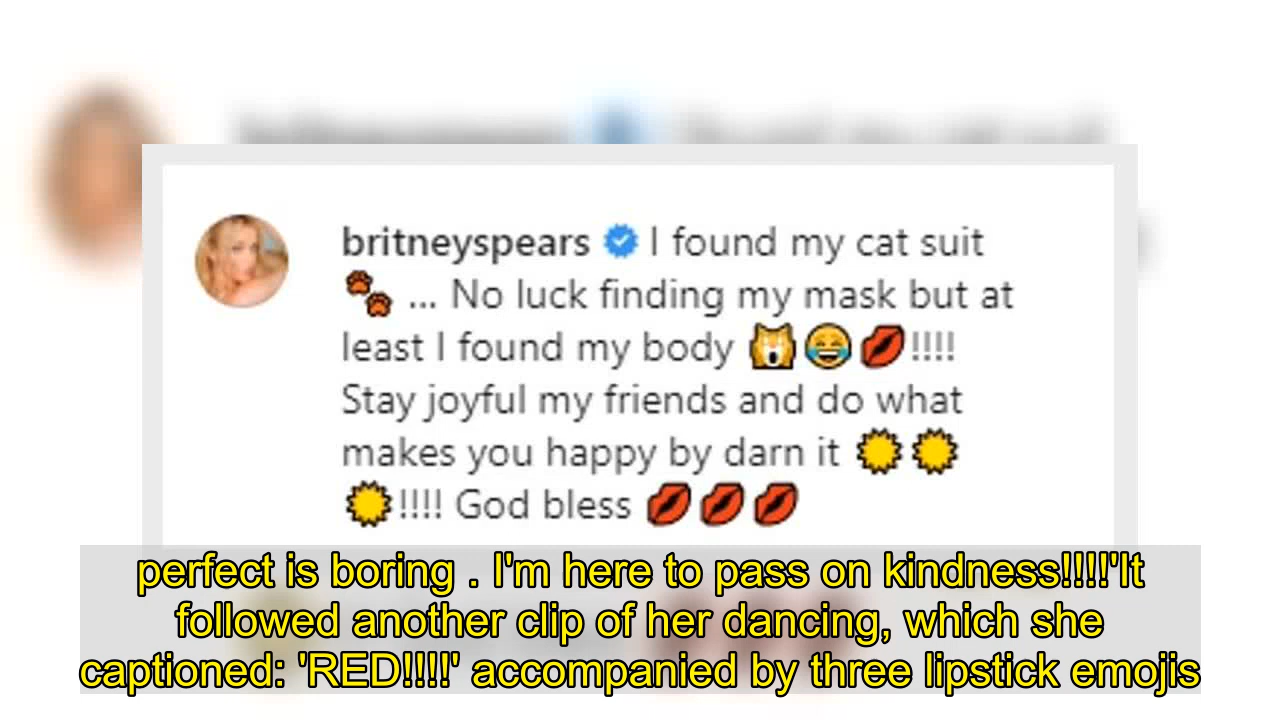 britneyspears I found my cat suit
🐾 ... No luck finding my mask but at
least I found my body 🙀😂💋!!!!
Stay joyful my friends and do what
makes you happy by darn it ☀️☀️
☀️!!!! God bless 💋💋💋
perfect is boring . I'm here to pass on kindness!!!!'It
followed another clip of her dancing, which she
captioned: 'RED!!!!' accompanied by three lipstick emojis